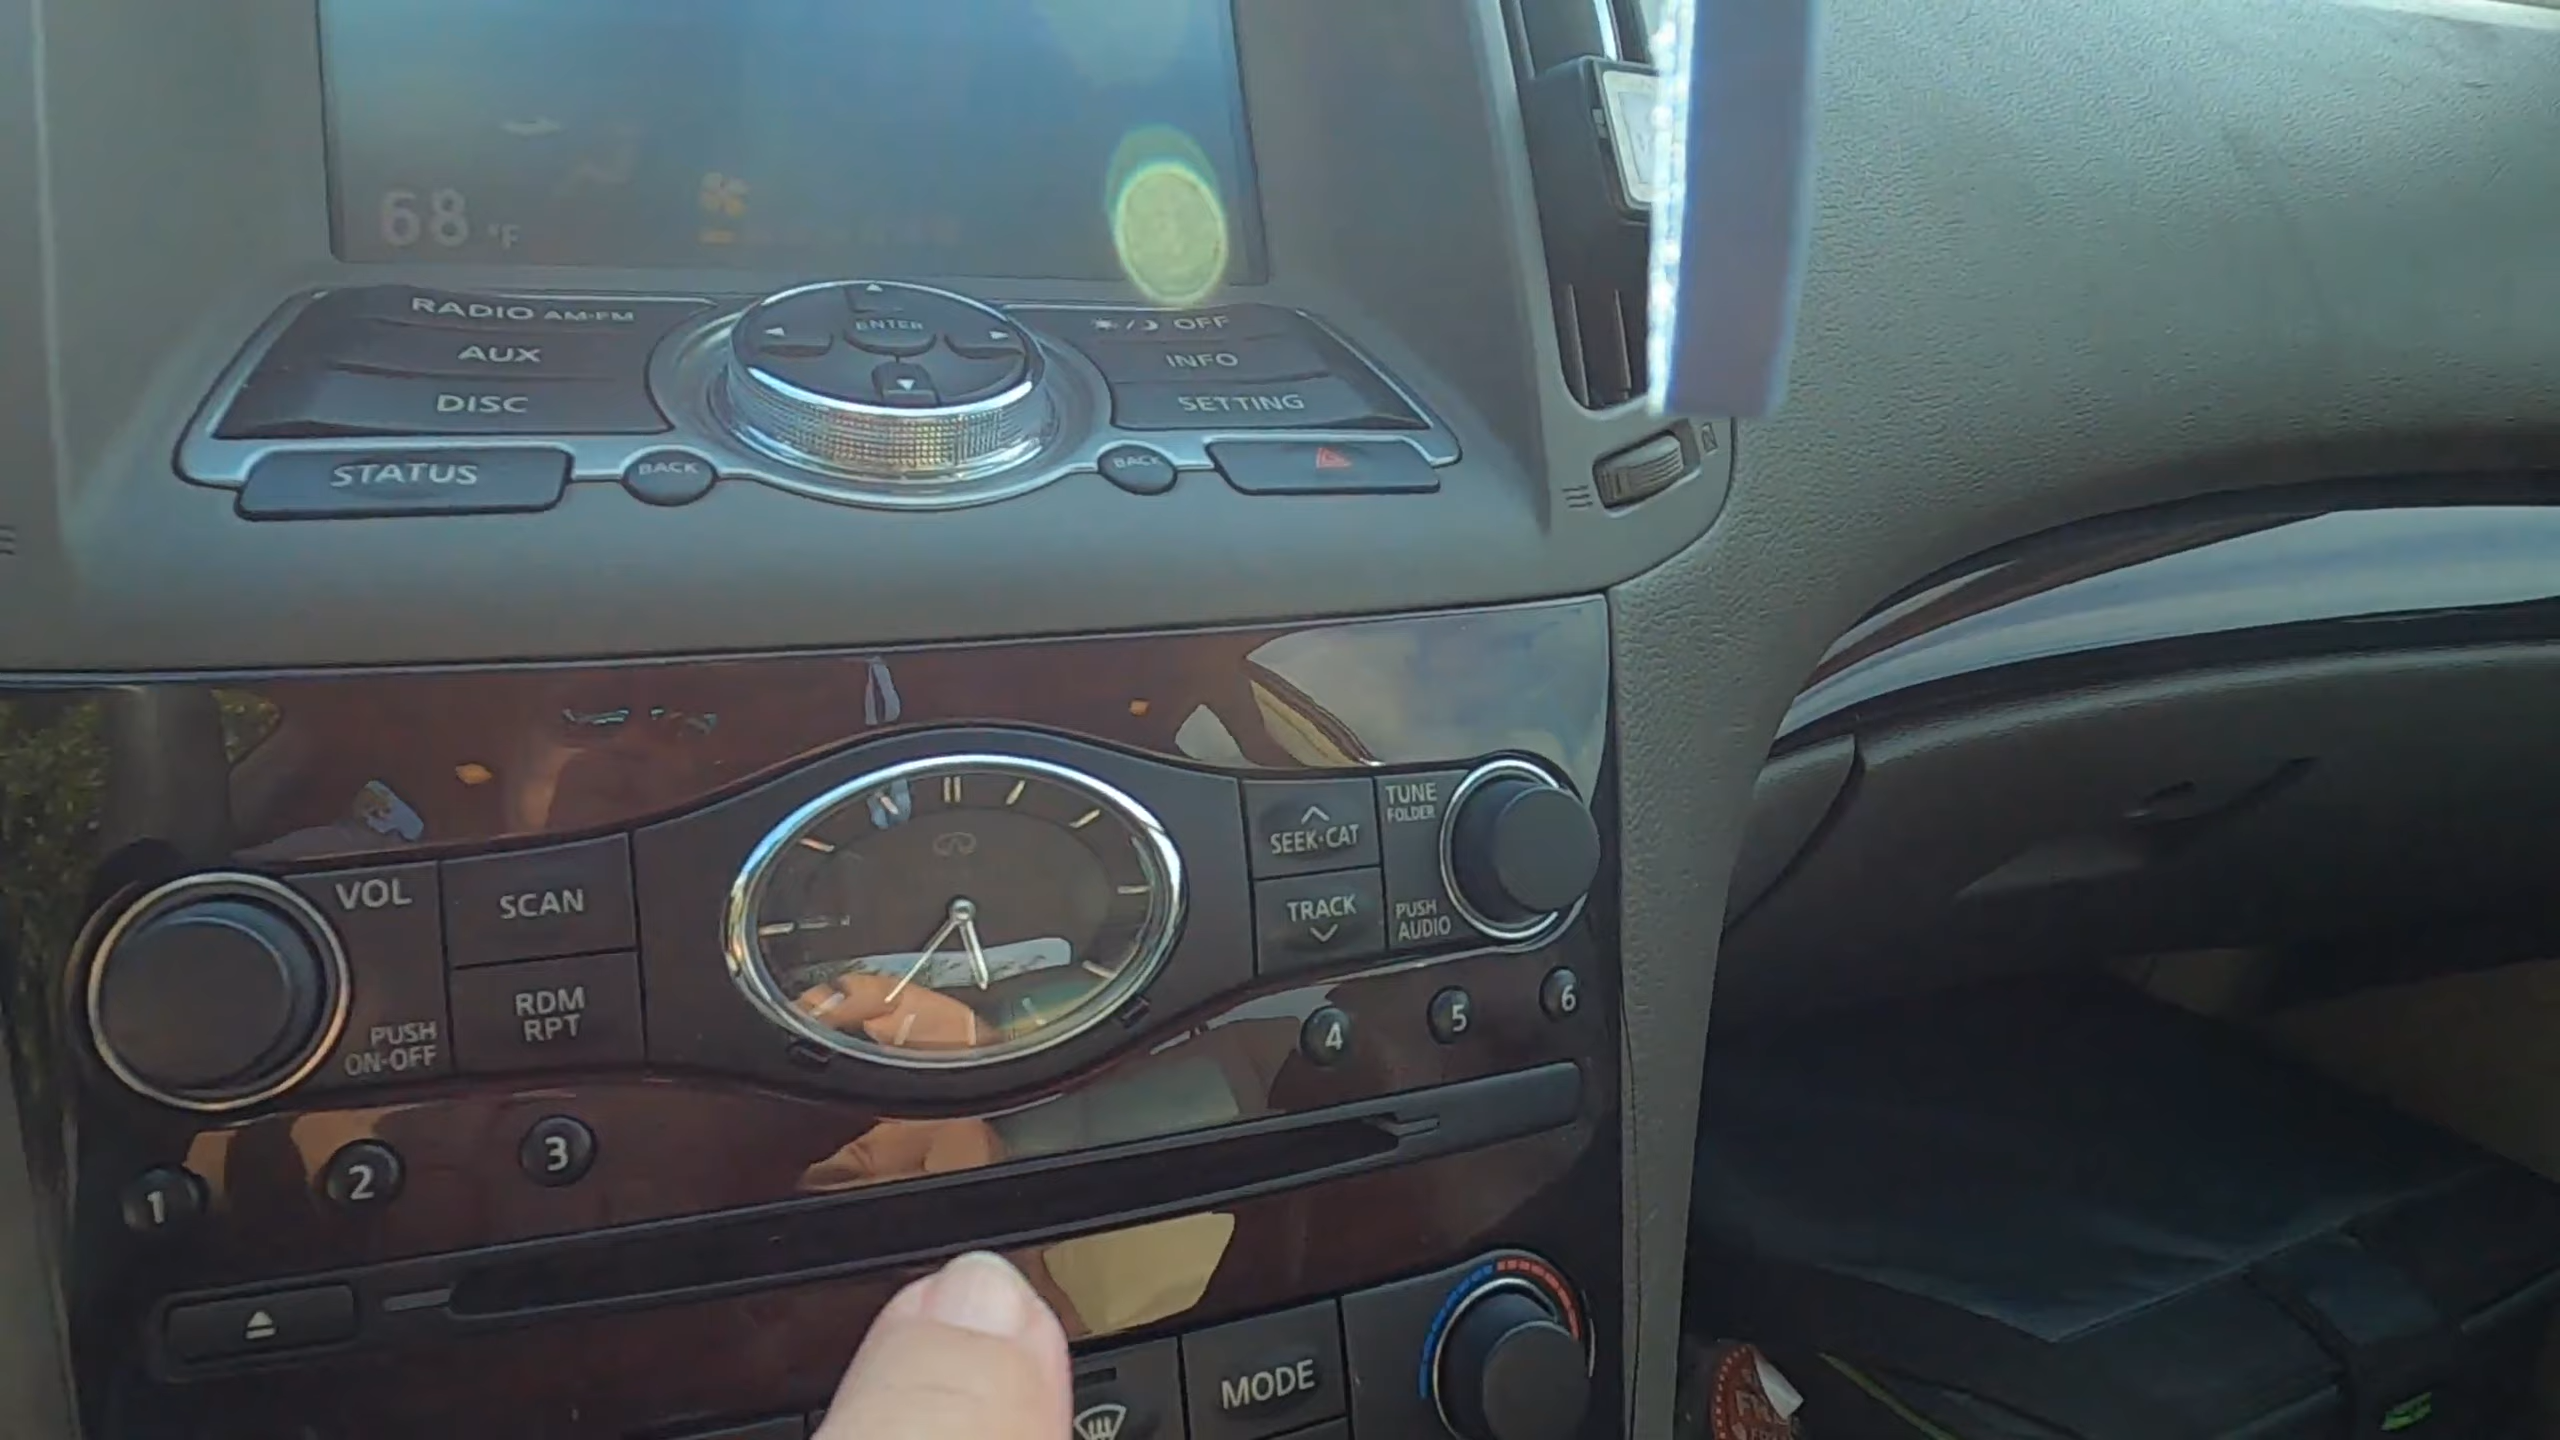 68 °F
RADIO AM·FM
ENTER
OFF
AUX
INFO
DISC
SETTING
STATUS
BACK
BACK
VOL
SCAN
SEEK·CAT
TUNE
FOLDER
TRACK
PUSH
AUDIO
RDM
RPT
PUSH
ON·OFF
1
2
3
4
5
6
MODE